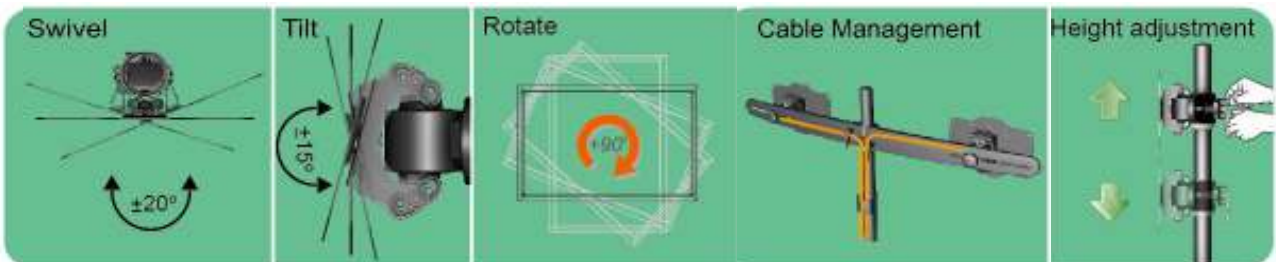 Swivel
±20°
Tilt
±15°
Rotate
+90°
Cable Management
Height adjustment